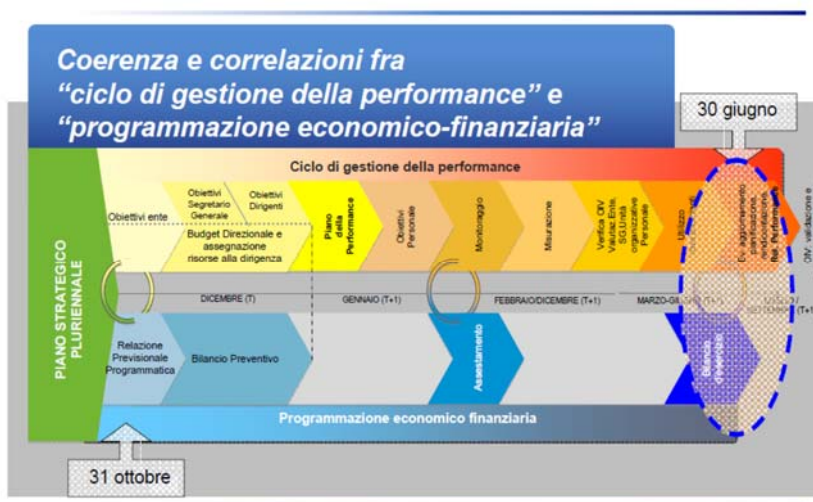 Coerenza e correlazioni fra
“ciclo di gestione della performance” e
“programmazione economico-finanziaria”
30 giugno
Ciclo di gestione della performance
PIANO STRATEGICO
PLURIENNALE
Obiettivi ente
Obiettivi
Segretario
Generale
Obiettivi
Dirigenti
Budget Direzionale e
assegnazione
risorse alla dirigenza
Piano
della
Performance
Obiettivi
Personale
Monitoraggio
Misurazione
Verifica OIV
Valutaz Ente,
SG,Unità
organizzative
Personale
Utilizzo
Ev. aggiornamento
pianificazione,
rendicontazione,
Rel. Performance
OIV: validazione e
DICEMBRE (T)
GENNAIO (T+1)
FEBBRAIO/DICEMBRE (T+1)
Relazione
Previsionale
Programmatica
Bilancio Preventivo
Assestamento
Bilancio
d'esercizio
Programmazione economico finanziaria
31 ottobre